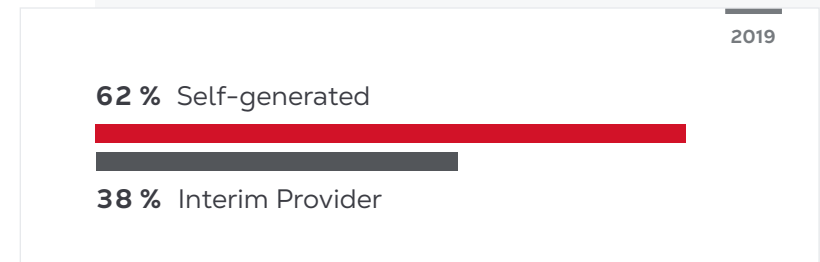 2019
62 % Self-generated
38 % Interim Provider